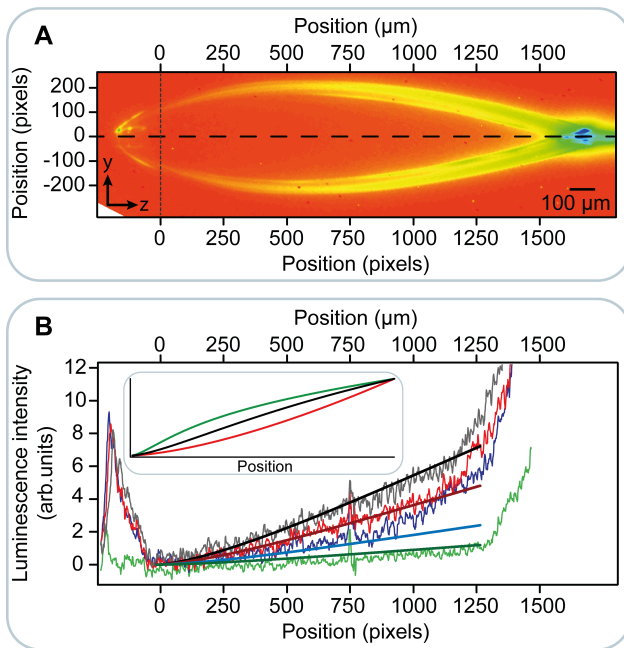 A
Position (µm)
0 250 500 750 1000 1250 1500
Poisition (pixels)
200
100
0
-100
-200
y
z
100 µm
0 250 500 750 1000 1250 1500
Position (pixels)
B
Position (µm)
0 250 500 750 1000 1250 1500
Luminescence intensity
(arb.units)
12
10
8
6
4
2
0
Position
0 250 500 750 1000 1250 1500
Position (pixels)